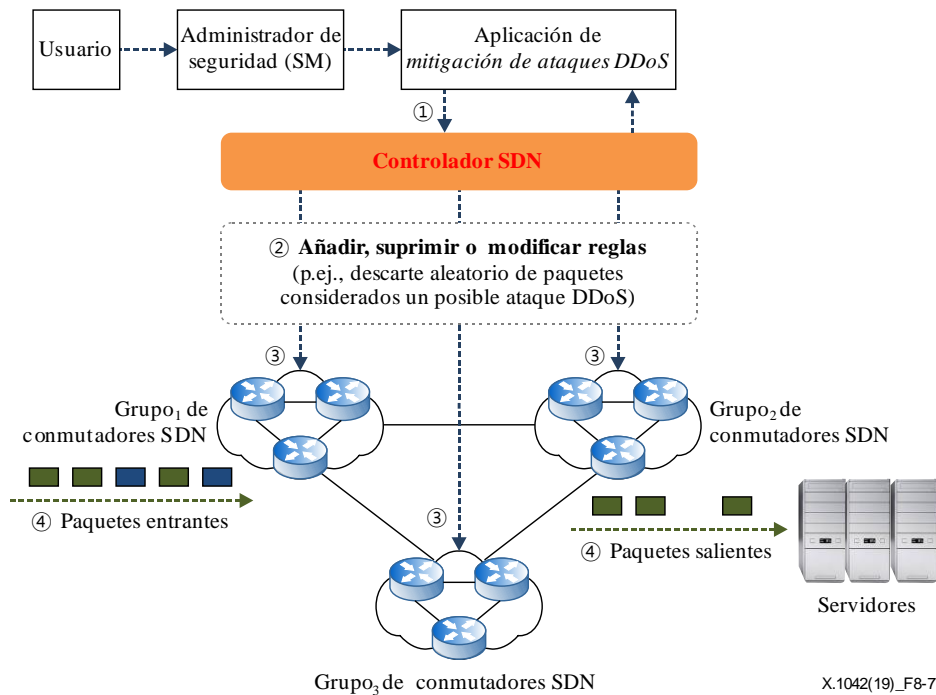 Usuario
Administrador de
seguridad (SM)
Aplicación de
mitigación de ataques DDoS
①
Controlador SDN
② Añadir, suprimir o modificar reglas
(p.ej., descarte aleatorio de paquetes
considerados un posible ataque DDoS)
③
③
Grupo₁ de
conmutadores SDN
Grupo₂ de
conmutadores SDN
④ Paquetes entrantes
③
④ Paquetes salientes
Servidores
Grupo₃ de conmutadores SDN
X.1042(19)_F8-7